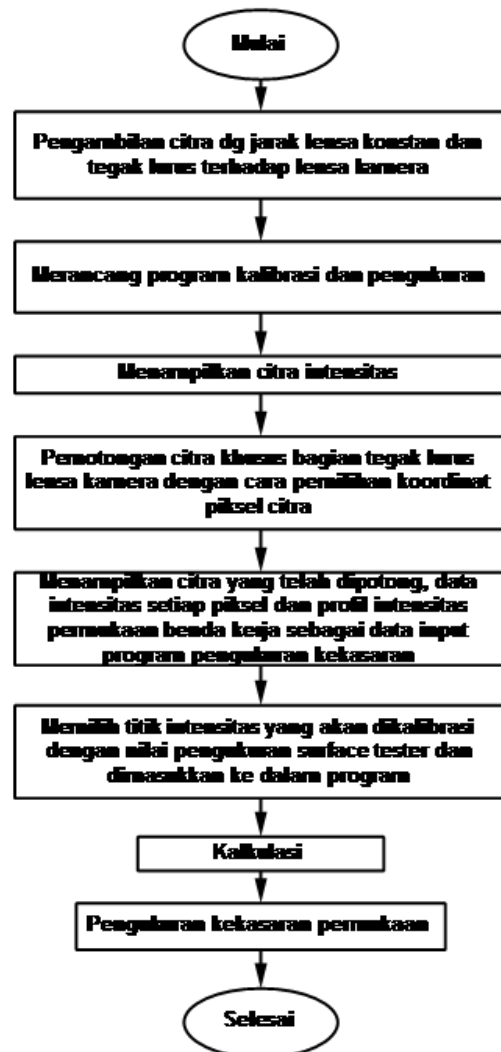 Mulai
Pengambilan citra dg jarak lensa konstan dan
tegak lurus terhadap lensa kamera
Merancang program kalibrasi dan pengukuran
Menampilkan citra intensitas
Pemotongan citra khusus bagian tegak lurus
lensa kamera dengan cara pemilihan koordinat
piksel citra
Menampilkan citra yang telah dipotong, data
intensitas setiap piksel dan profil intensitas
permukaan benda kerja sebagai data input
program pengukuran kekasaran
Memilih titik intensitas yang akan dikalibrasi
dengan nilai pengukuran surface tester dan
dimasukkan ke dalam program
Kalkulasi
Pengukuran kekasaran permukaan
Selesai